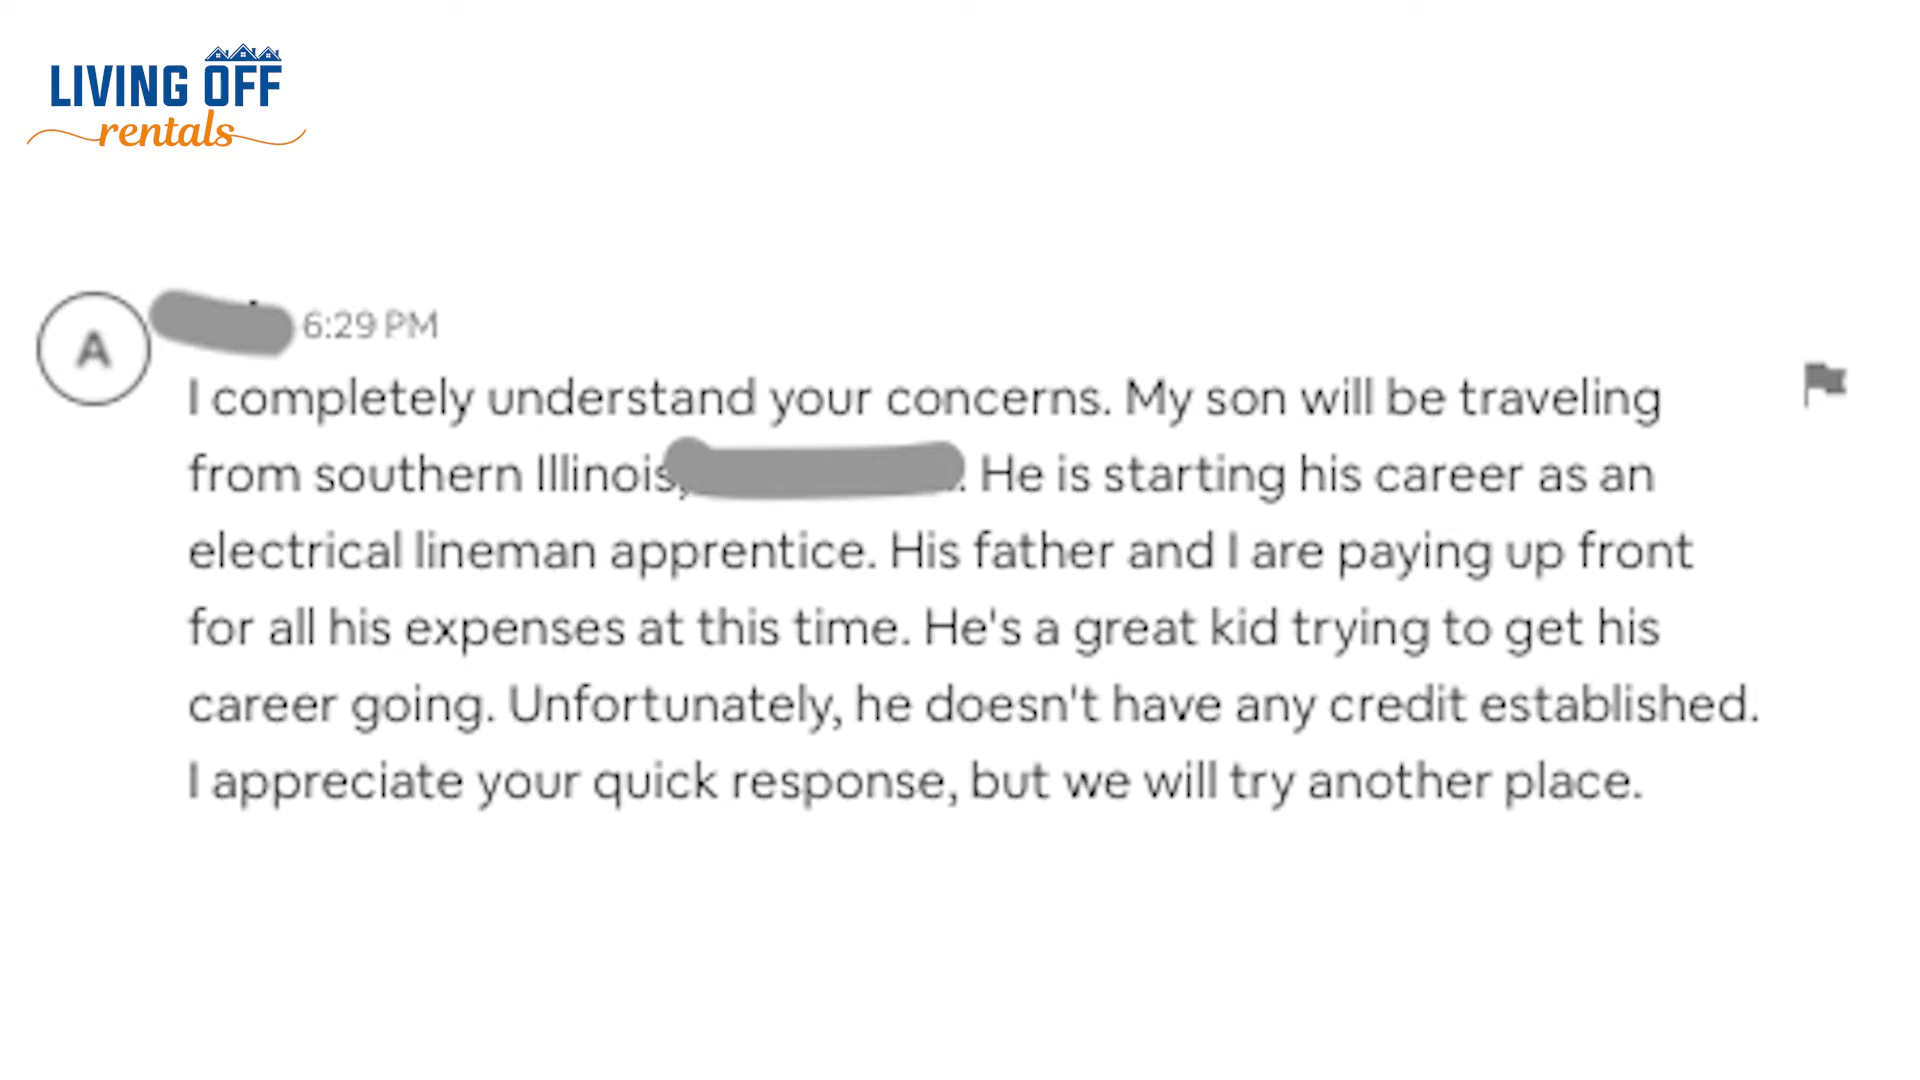 LIVING OFF
rentals
6:29 PM
A
I completely understand your concerns. My son will be traveling
from southern Illinois, . He is starting his career as an
electrical lineman apprentice. His father and I are paying up front
for all his expenses at this time. He's a great kid trying to get his
career going. Unfortunately, he doesn't have any credit established.
I appreciate your quick response, but we will try another place.